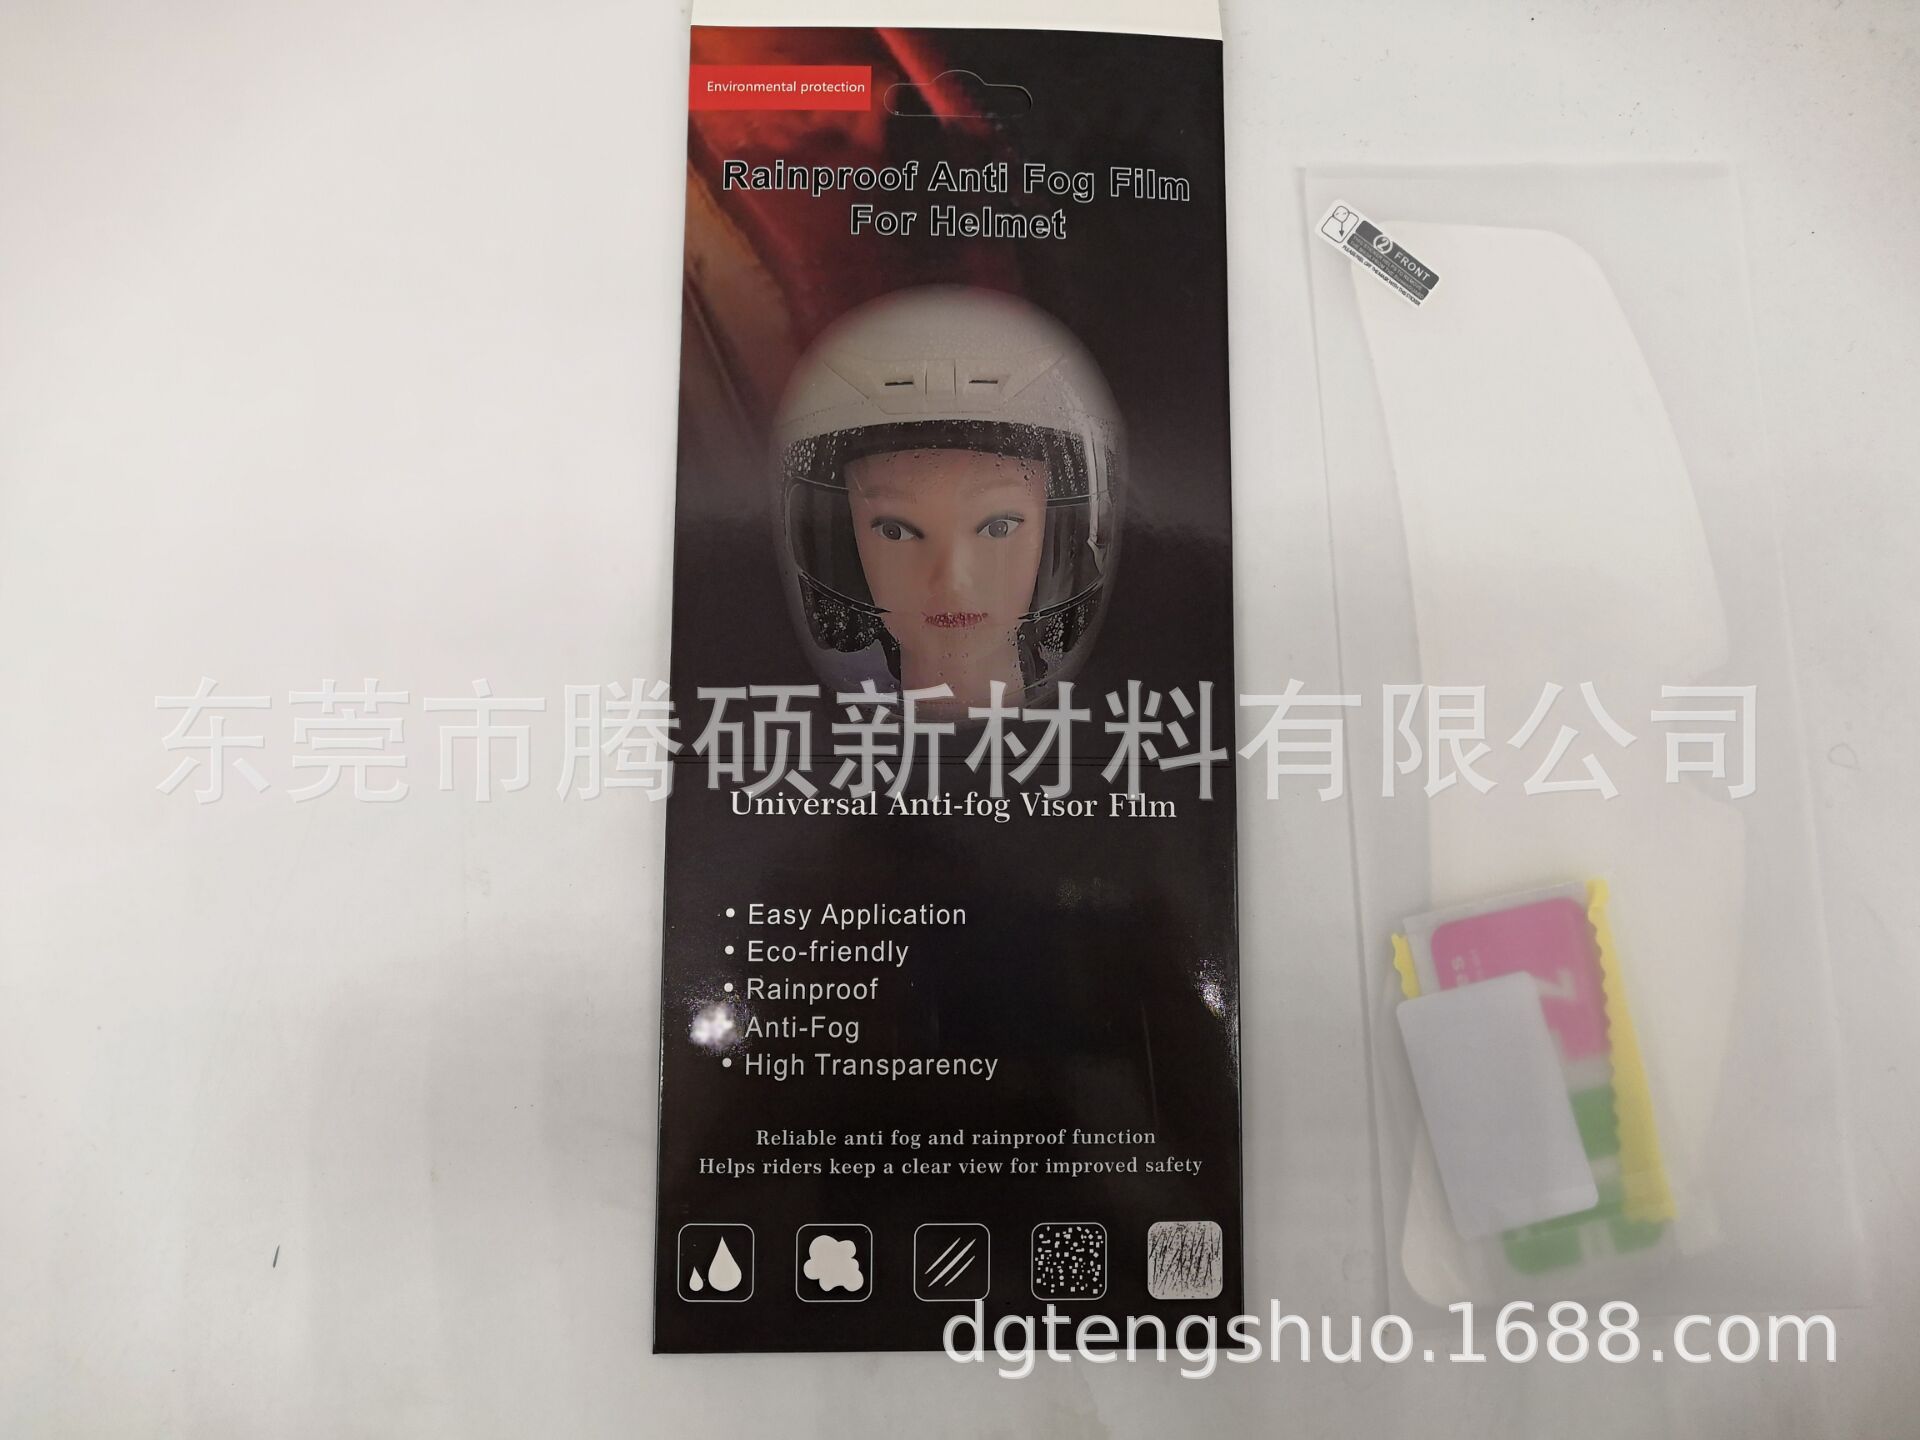 Environmental protection
Rainproof Anti Fog Film
For Helmet
2 FRONT
东莞市腾硕新材料有限公司
Universal Anti-fog Visor Film
• Easy Application
• Eco-friendly
• Rainproof
Anti-Fog
• High Transparency
Reliable anti fog and rainproof function
Helps riders keep a clear view for improved safety
dgtengshuo.1688.com